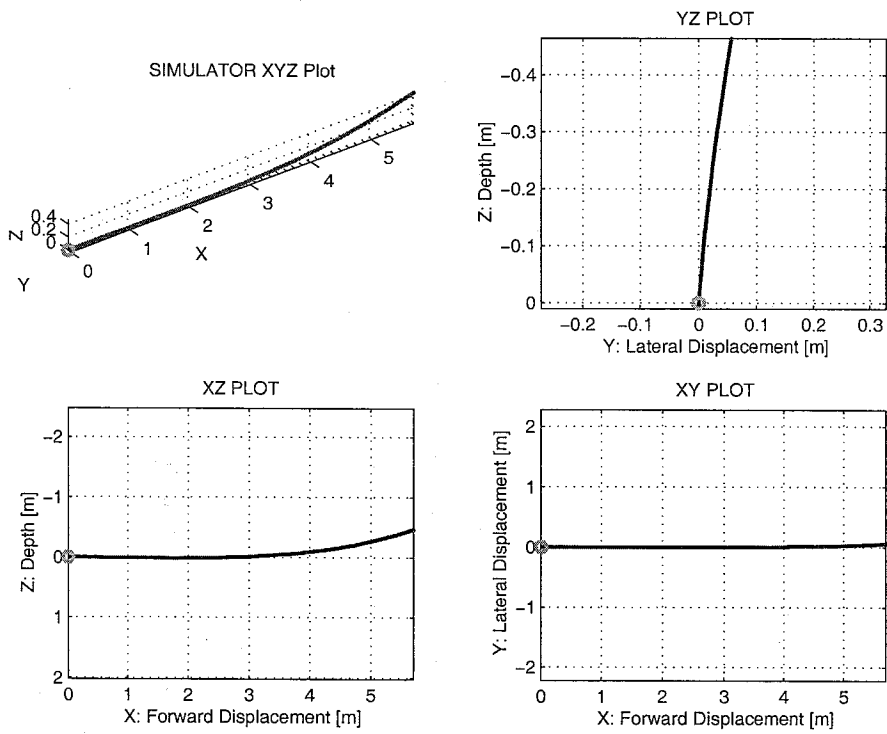 SIMULATOR XYZ Plot
Z
0.4
0.2
0
Y
0
1
2
3
4
5
X
YZ PLOT
Z: Depth [m]
−0.4
−0.3
−0.2
−0.1
0
−0.2 −0.1 0 0.1 0.2 0.3
Y: Lateral Displacement [m]
XZ PLOT
Z: Depth [m]
−2
−1
0
1
2
0 1 2 3 4 5
X: Forward Displacement [m]
XY PLOT
Y: Lateral Displacement [m]
2
1
0
−1
−2
0 1 2 3 4 5
X: Forward Displacement [m]